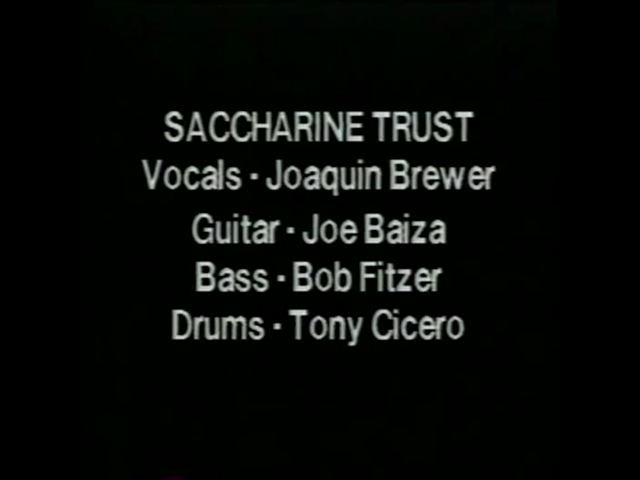 SACCHARINE TRUST
Vocals - Joaquin Brewer
Guitar - Joe Baiza
Bass - Bob Fitzer
Drums - Tony Cicero